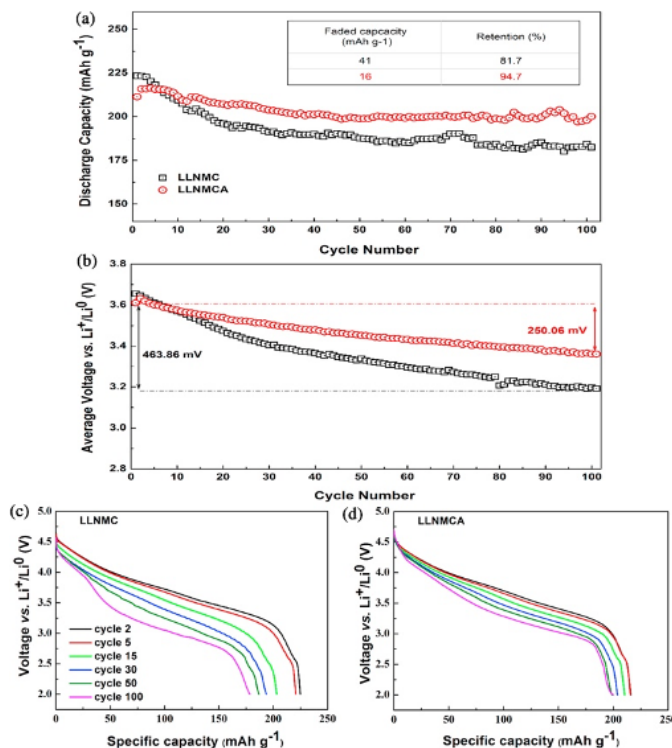 (a)
Faded capcacity (mAh g-1) Retention (%)
41 81.7
16 94.7
Discharge Capacity (mAh g⁻¹)
225
200
175
150
LLNMC
LLNMCA
0 10 20 30 40 50 60 70 80 90 100
Cycle Number
(b)
Average Voltage vs. Li⁺/Li⁰ (V)
3.8
3.6
3.4
3.2
3.0
2.8
463.86 mV
250.06 mV
0 10 20 30 40 50 60 70 80 90 100
Cycle Number
(c)
LLNMC
Voltage vs. Li⁺/Li⁰ (V)
5.0
4.5
4.0
3.5
3.0
2.5
2.0
cycle 2
cycle 5
cycle 15
cycle 30
cycle 50
cycle 100
0 50 100 150 200 250
Specific capacity (mAh g⁻¹)
(d)
LLNMCA
Voltage vs. Li⁺/Li⁰ (V)
5.0
4.5
4.0
3.5
3.0
2.5
2.0
0 50 100 150 200 250
Specific capacity (mAh g⁻¹)